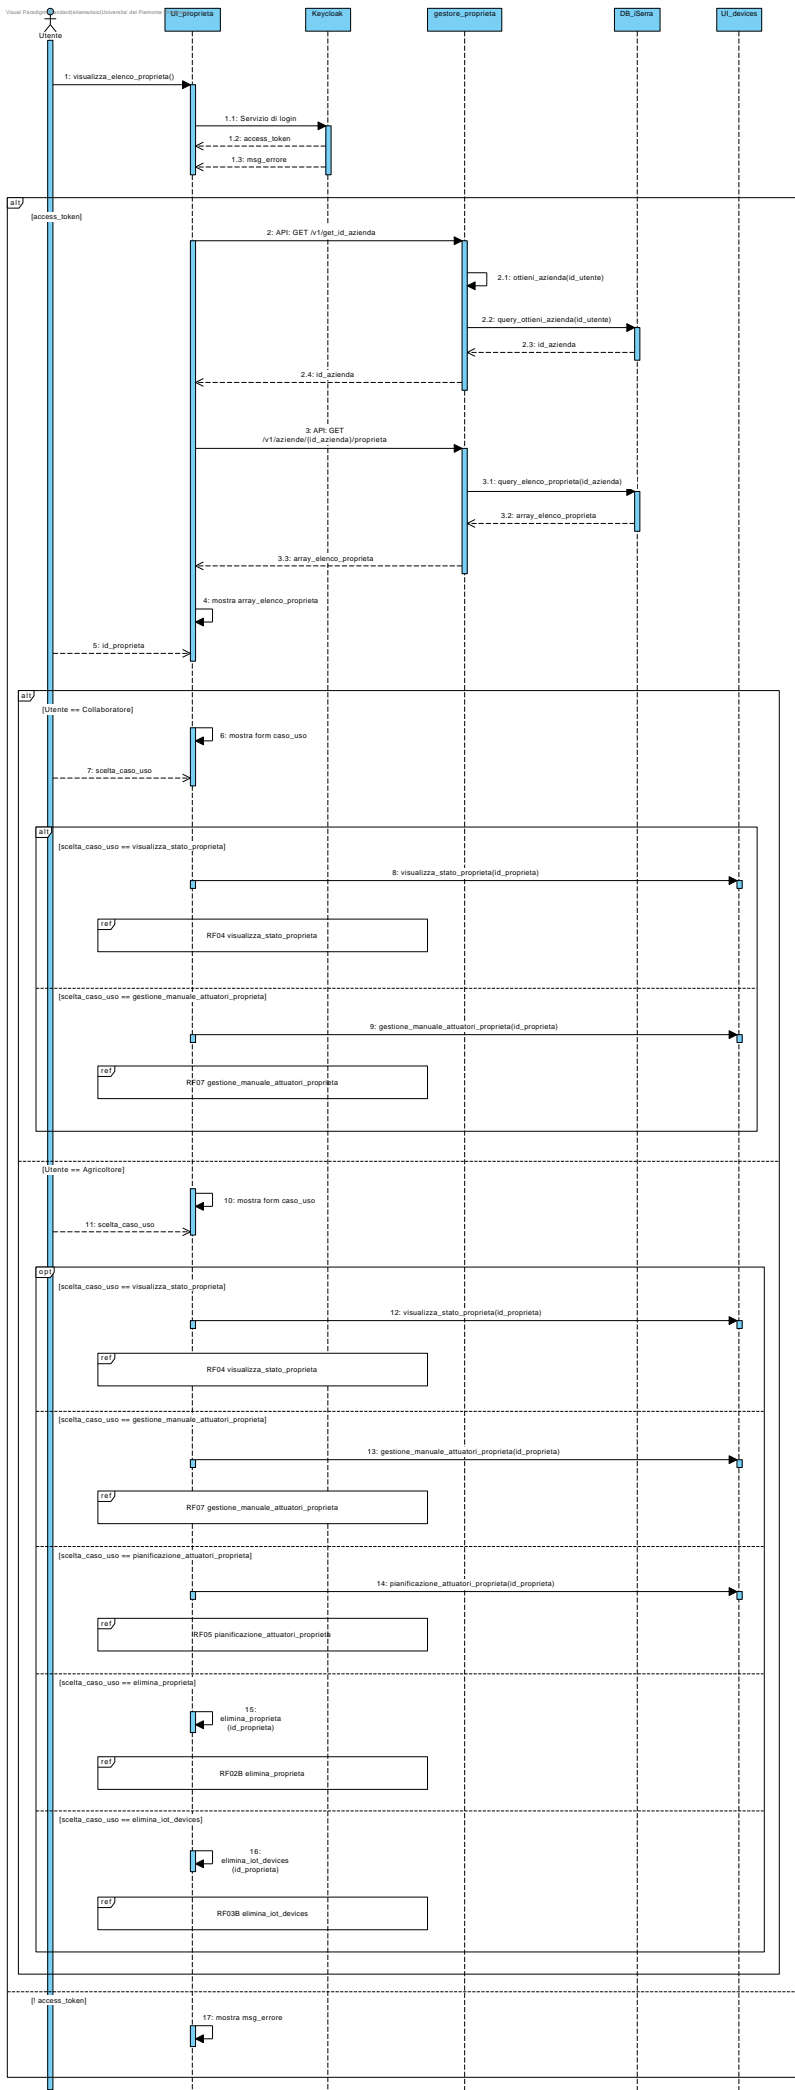 Utente
UI_proprieta
Keycloak
gestore_proprieta
DB_iSerra
UI_devices
1: visualizza_elenco_proprieta()
1.1: Servizio di login
1.2: access_token
1.3: msg_errore
alt
[access_token]
2: API: GET /v1/get_id_azienda
2.1: ottieni_azienda(id_utente)
2.2: query_ottieni_azienda(id_utente)
2.3: id_azienda
2.4: id_azienda
3: API: GET
/v1/aziende/{id_azienda}/proprieta
3.1: query_elenco_proprieta(id_azienda)
3.2: array_elenco_proprieta
3.3: array_elenco_proprieta
4: mostra array_elenco_proprieta
5: id_proprieta
alt
[Utente == Collaboratore]
6: mostra form caso_uso
7: scelta_caso_uso
alt
[scelta_caso_uso == visualizza_stato_proprieta]
8: visualizza_stato_proprieta(id_proprieta)
ref
RF04 visualizza_stato_proprieta
[scelta_caso_uso == gestione_manuale_attuatori_proprieta]
9: gestione_manuale_attuatori_proprieta(id_proprieta)
ref
RF07 gestione_manuale_attuatori_proprieta
[Utente == Agricoltore]
10: mostra form caso_uso
11: scelta_caso_uso
opt
[scelta_caso_uso == visualizza_stato_proprieta]
12: visualizza_stato_proprieta(id_proprieta)
ref
RF04 visualizza_stato_proprieta
[scelta_caso_uso == gestione_manuale_attuatori_proprieta]
13: gestione_manuale_attuatori_proprieta(id_proprieta)
ref
RF07 gestione_manuale_attuatori_proprieta
[scelta_caso_uso == pianificazione_attuatori_proprieta]
14: pianificazione_attuatori_proprieta(id_proprieta)
ref
RF05 pianificazione_attuatori_proprieta
[scelta_caso_uso == elimina_proprieta]
15:
elimina_proprieta
(id_proprieta)
ref
RF02B elimina_proprieta
[scelta_caso_uso == elimina_iot_devices]
16:
elimina_iot_devices
(id_proprieta)
ref
RF03B elimina_iot_devices
[! access_token]
17: mostra msg_errore